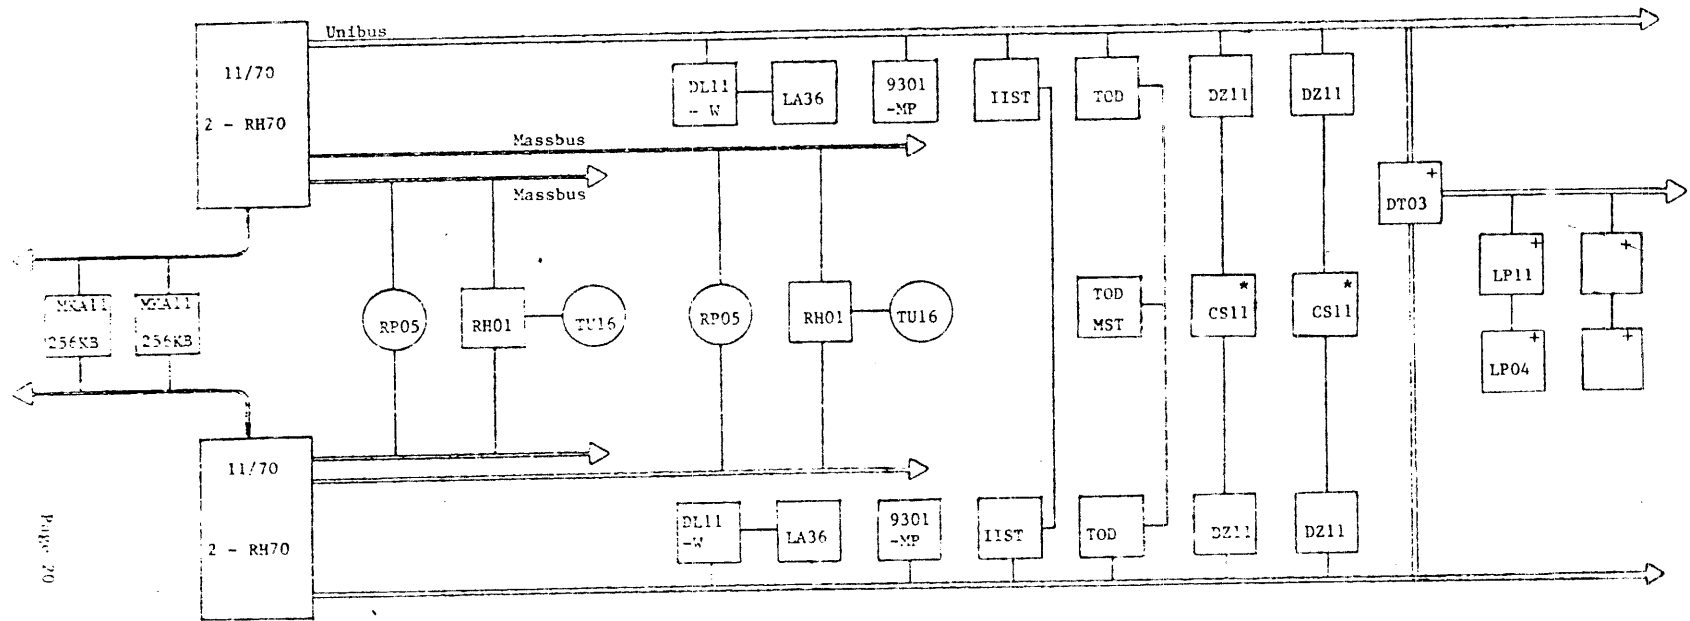 Unibus
11/70
2 - RH70
DL11
- W
LA36
9301
-MP
IIST
TOD
DZ11
DZ11
Massbus
Massbus
DT03
+
LP11
+
+
MKA11
256KB
MKA11
256KB
RP05
RH01
TU16
RP05
RH01
TU16
TOD
MST
CS11
*
CS11
*
LP04
+
+
11/70
2 - RH70
DL11
-W
LA36
9301
-MP
IIST
TOD
DZ11
DZ11
Page 20